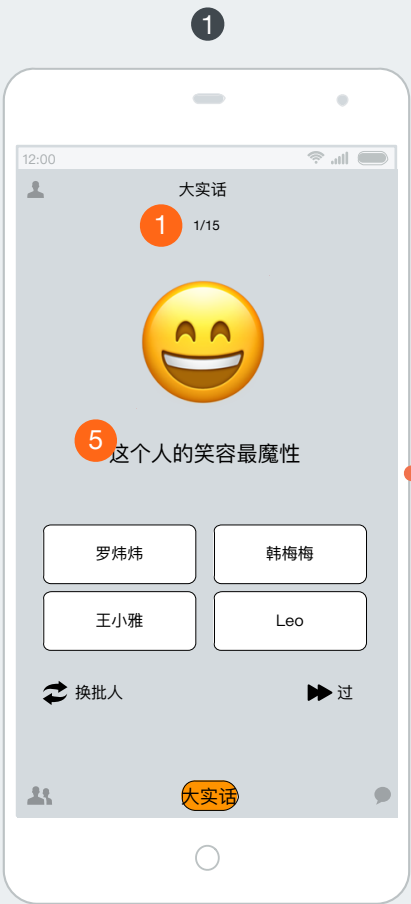 1
12:00
大实话
1
1/15
5
这个人的笑容最魔性
罗炜炜
韩梅梅
王小雅
Leo
换批人
过
大实话